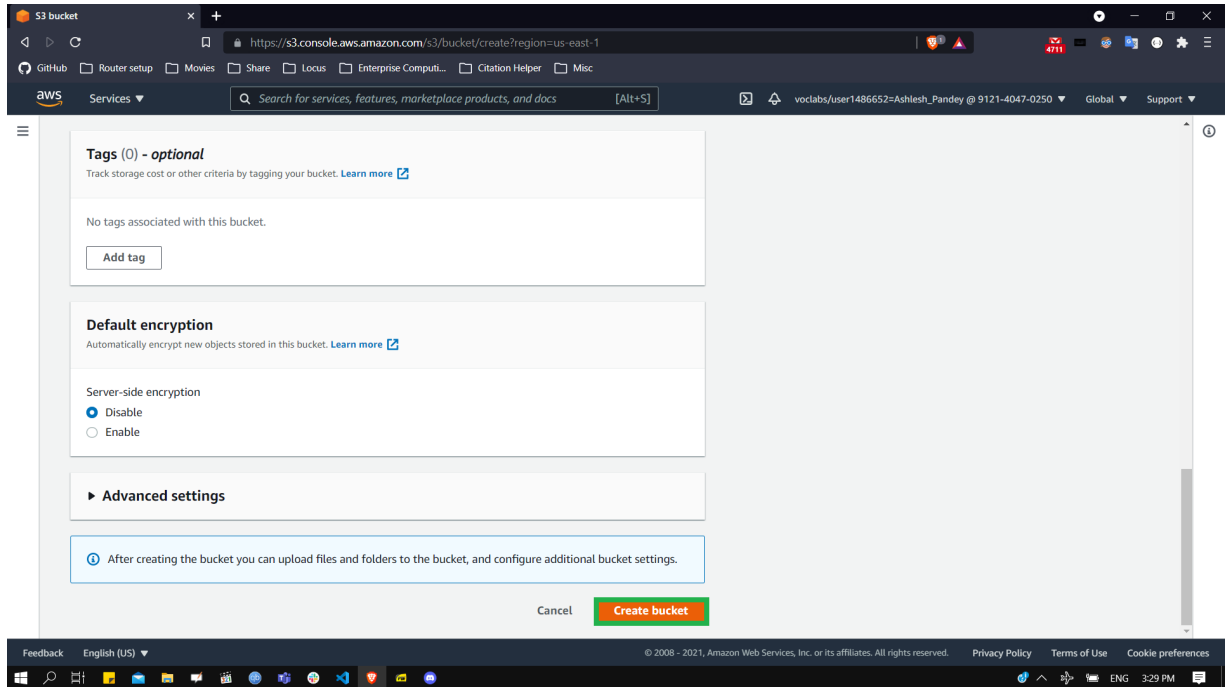 S3 bucket
https://s3.console.aws.amazon.com/s3/bucket/create?region=us-east-1
1
4711
GitHub Router setup Movies Share Locus Enterprise Computi... Citation Helper Misc
aws Services ▼ Search for services, features, marketplace products, and docs [Alt+S] voclabs/user1486652=Ashlesh_Pandey @ 9121-4047-0250 ▼ Global ▼ Support ▼
Tags (0) - optional
Track storage cost or other criteria by tagging your bucket. Learn more
No tags associated with this bucket.
Add tag
Default encryption
Automatically encrypt new objects stored in this bucket. Learn more
Server-side encryption
Disable
Enable
Advanced settings
After creating the bucket you can upload files and folders to the bucket, and configure additional bucket settings.
Cancel Create bucket
Feedback English (US) ▼ © 2008 - 2021, Amazon Web Services, Inc. or its affiliates. All rights reserved. Privacy Policy Terms of Use Cookie preferences
ENG 3:29 PM